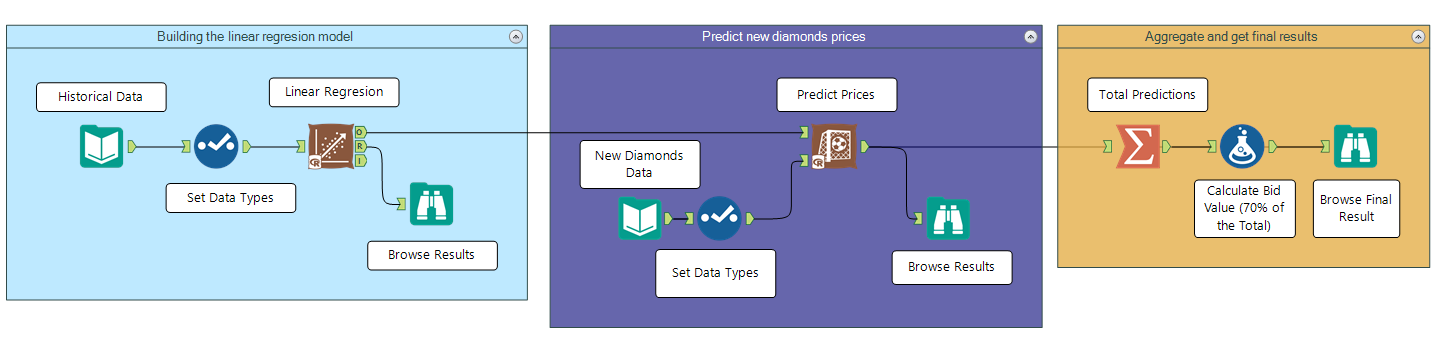 Building the linear regresion model
Historical Data
Linear Regresion
O
R
I
R
Set Data Types
Browse Results
Predict new diamonds prices
Predict Prices
R
New Diamonds
Data
Set Data Types
Browse Results
Aggregate and get final results
Total Predictions
Σ
Calculate Bid
Value (70% of
the Total)
Browse Final
Result